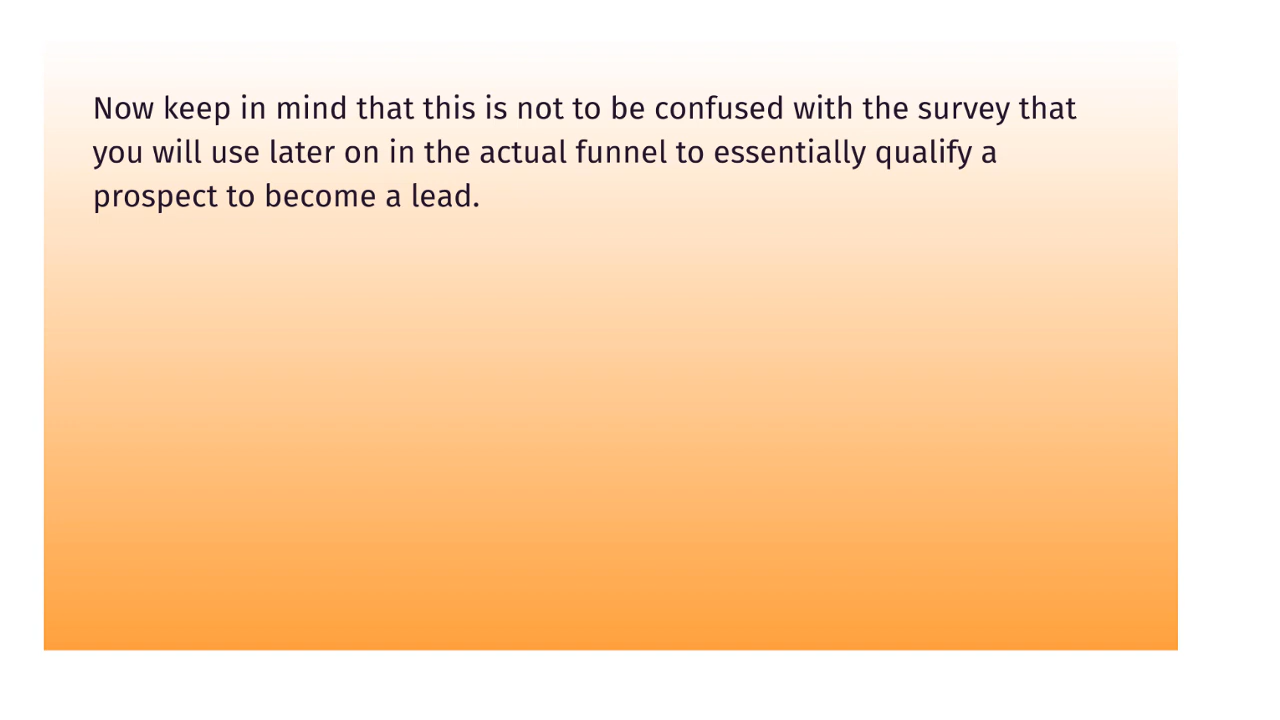 Now keep in mind that this is not to be confused with the survey that
you will use later on in the actual funnel to essentially qualify a
prospect to become a lead.